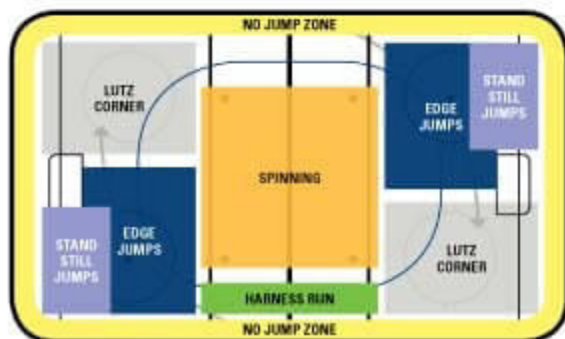 NO JUMP ZONE
LUTZ
CORNER
EDGE
JUMPS
STAND
STILL
JUMPS
SPINNING
STAND
STILL
JUMPS
EDGE
JUMPS
LUTZ
CORNER
HARNESS RUN
NO JUMP ZONE